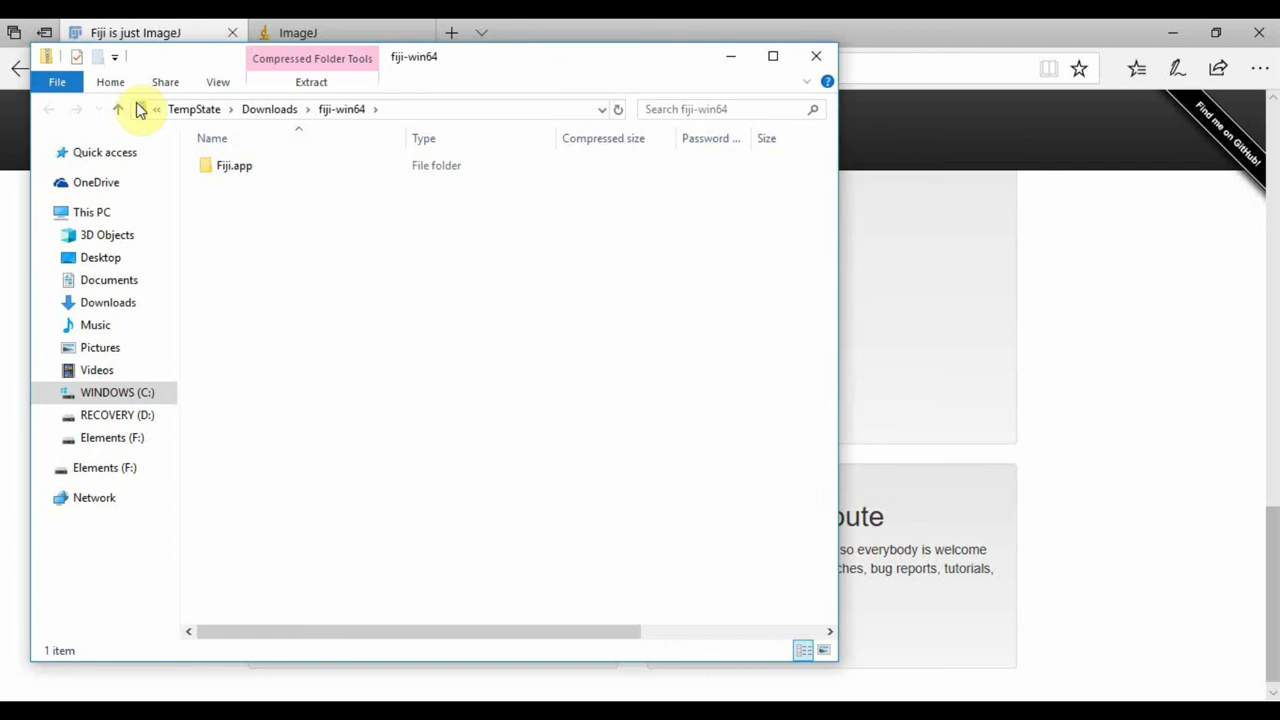 Fiji is just ImageJ
ImageJ
Compressed Folder Tools
fiji-win64
File
Home
Share
View
Extract
« TempState › Downloads › fiji-win64 ›
Search fiji-win64
Name
Type
Compressed size
Password ...
Size
Fiji.app
File folder
Quick access
OneDrive
This PC
3D Objects
Desktop
Documents
Downloads
Music
Pictures
Videos
WINDOWS (C:)
RECOVERY (D:)
Elements (F:)
Elements (F:)
Network
1 item
Find me on GitHub!
so everybody is welcome
bug reports, tutorials,